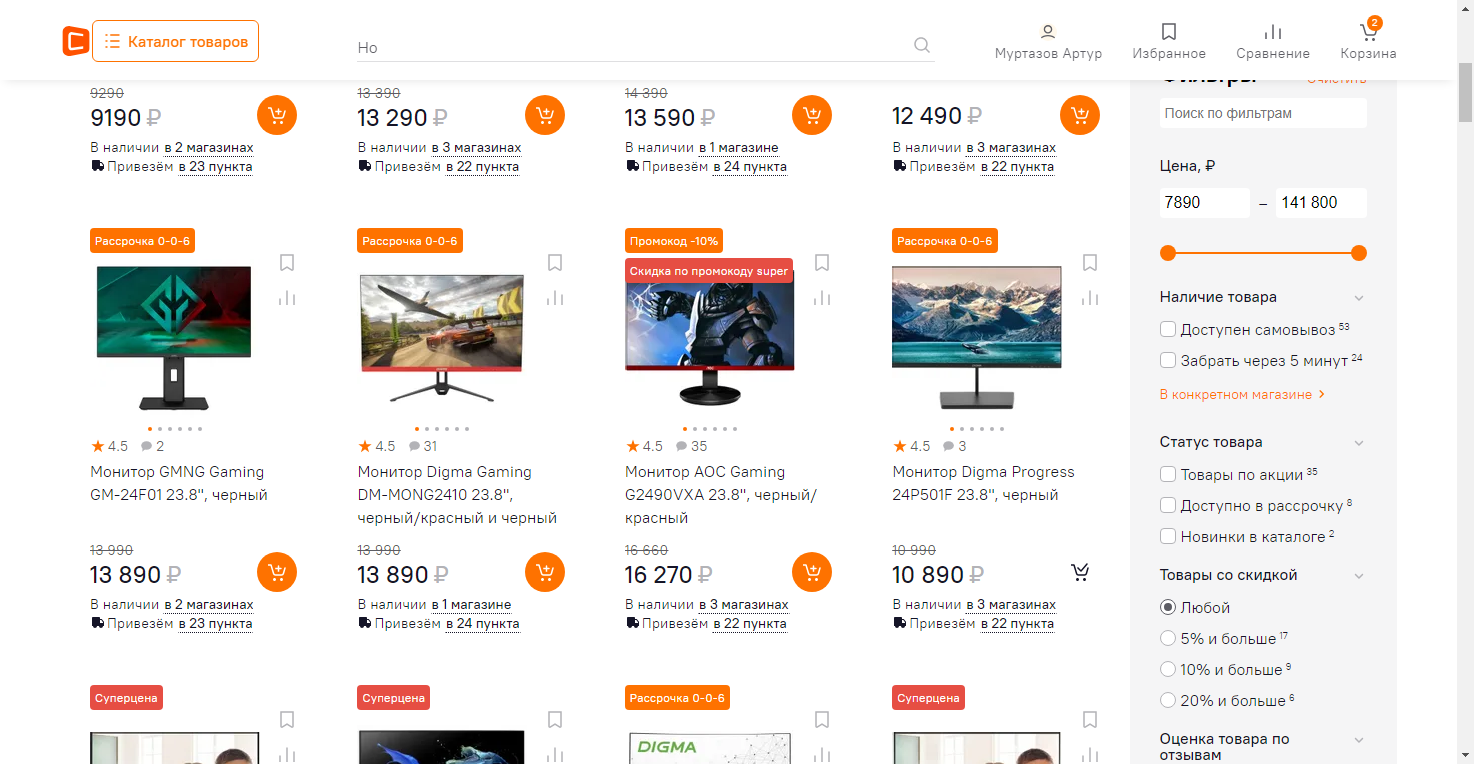 Каталог товаров
Но
Муртазов Артур
Избранное
Сравнение
2
Корзина
9290
9190 ₽
В наличии в 2 магазинах
Привезём в 23 пункта
13 390
13 290 ₽
В наличии в 3 магазинах
Привезём в 22 пункта
14 390
13 590 ₽
В наличии в 1 магазине
Привезём в 24 пункта
12 490 ₽
В наличии в 3 магазинах
Привезём в 22 пункта
Рассрочка 0-0-6
4.5 2
Монитор GMNG Gaming
GM-24F01 23.8", черный
13 990
13 890 ₽
В наличии в 2 магазинах
Привезём в 23 пункта
Рассрочка 0-0-6
4.5 31
Монитор Digma Gaming
DM-MONG2410 23.8",
черный/красный и черный
13 990
13 890 ₽
В наличии в 1 магазине
Привезём в 24 пункта
Промокод -10%
Скидка по промокоду super
4.5 35
Монитор AOC Gaming
G2490VXA 23.8", черный/
красный
16 660
16 270 ₽
В наличии в 3 магазинах
Привезём в 22 пункта
Рассрочка 0-0-6
4.5 3
Монитор Digma Progress
24P501F 23.8", черный
10 990
10 890 ₽
В наличии в 3 магазинах
Привезём в 22 пункта
Суперцена
Суперцена
Рассрочка 0-0-6
DIGMA
Суперцена
Фильтры
Очистить
Поиск по фильтрам
Цена, ₽
7890 – 141 800
Наличие товара
Доступен самовывоз 53
Забрать через 5 минут 24
В конкретном магазине
Статус товара
Товары по акции 35
Доступно в рассрочку 8
Новинки в каталоге 2
Товары со скидкой
Любой
5% и больше 17
10% и больше 9
20% и больше 6
Оценка товара по
отзывам